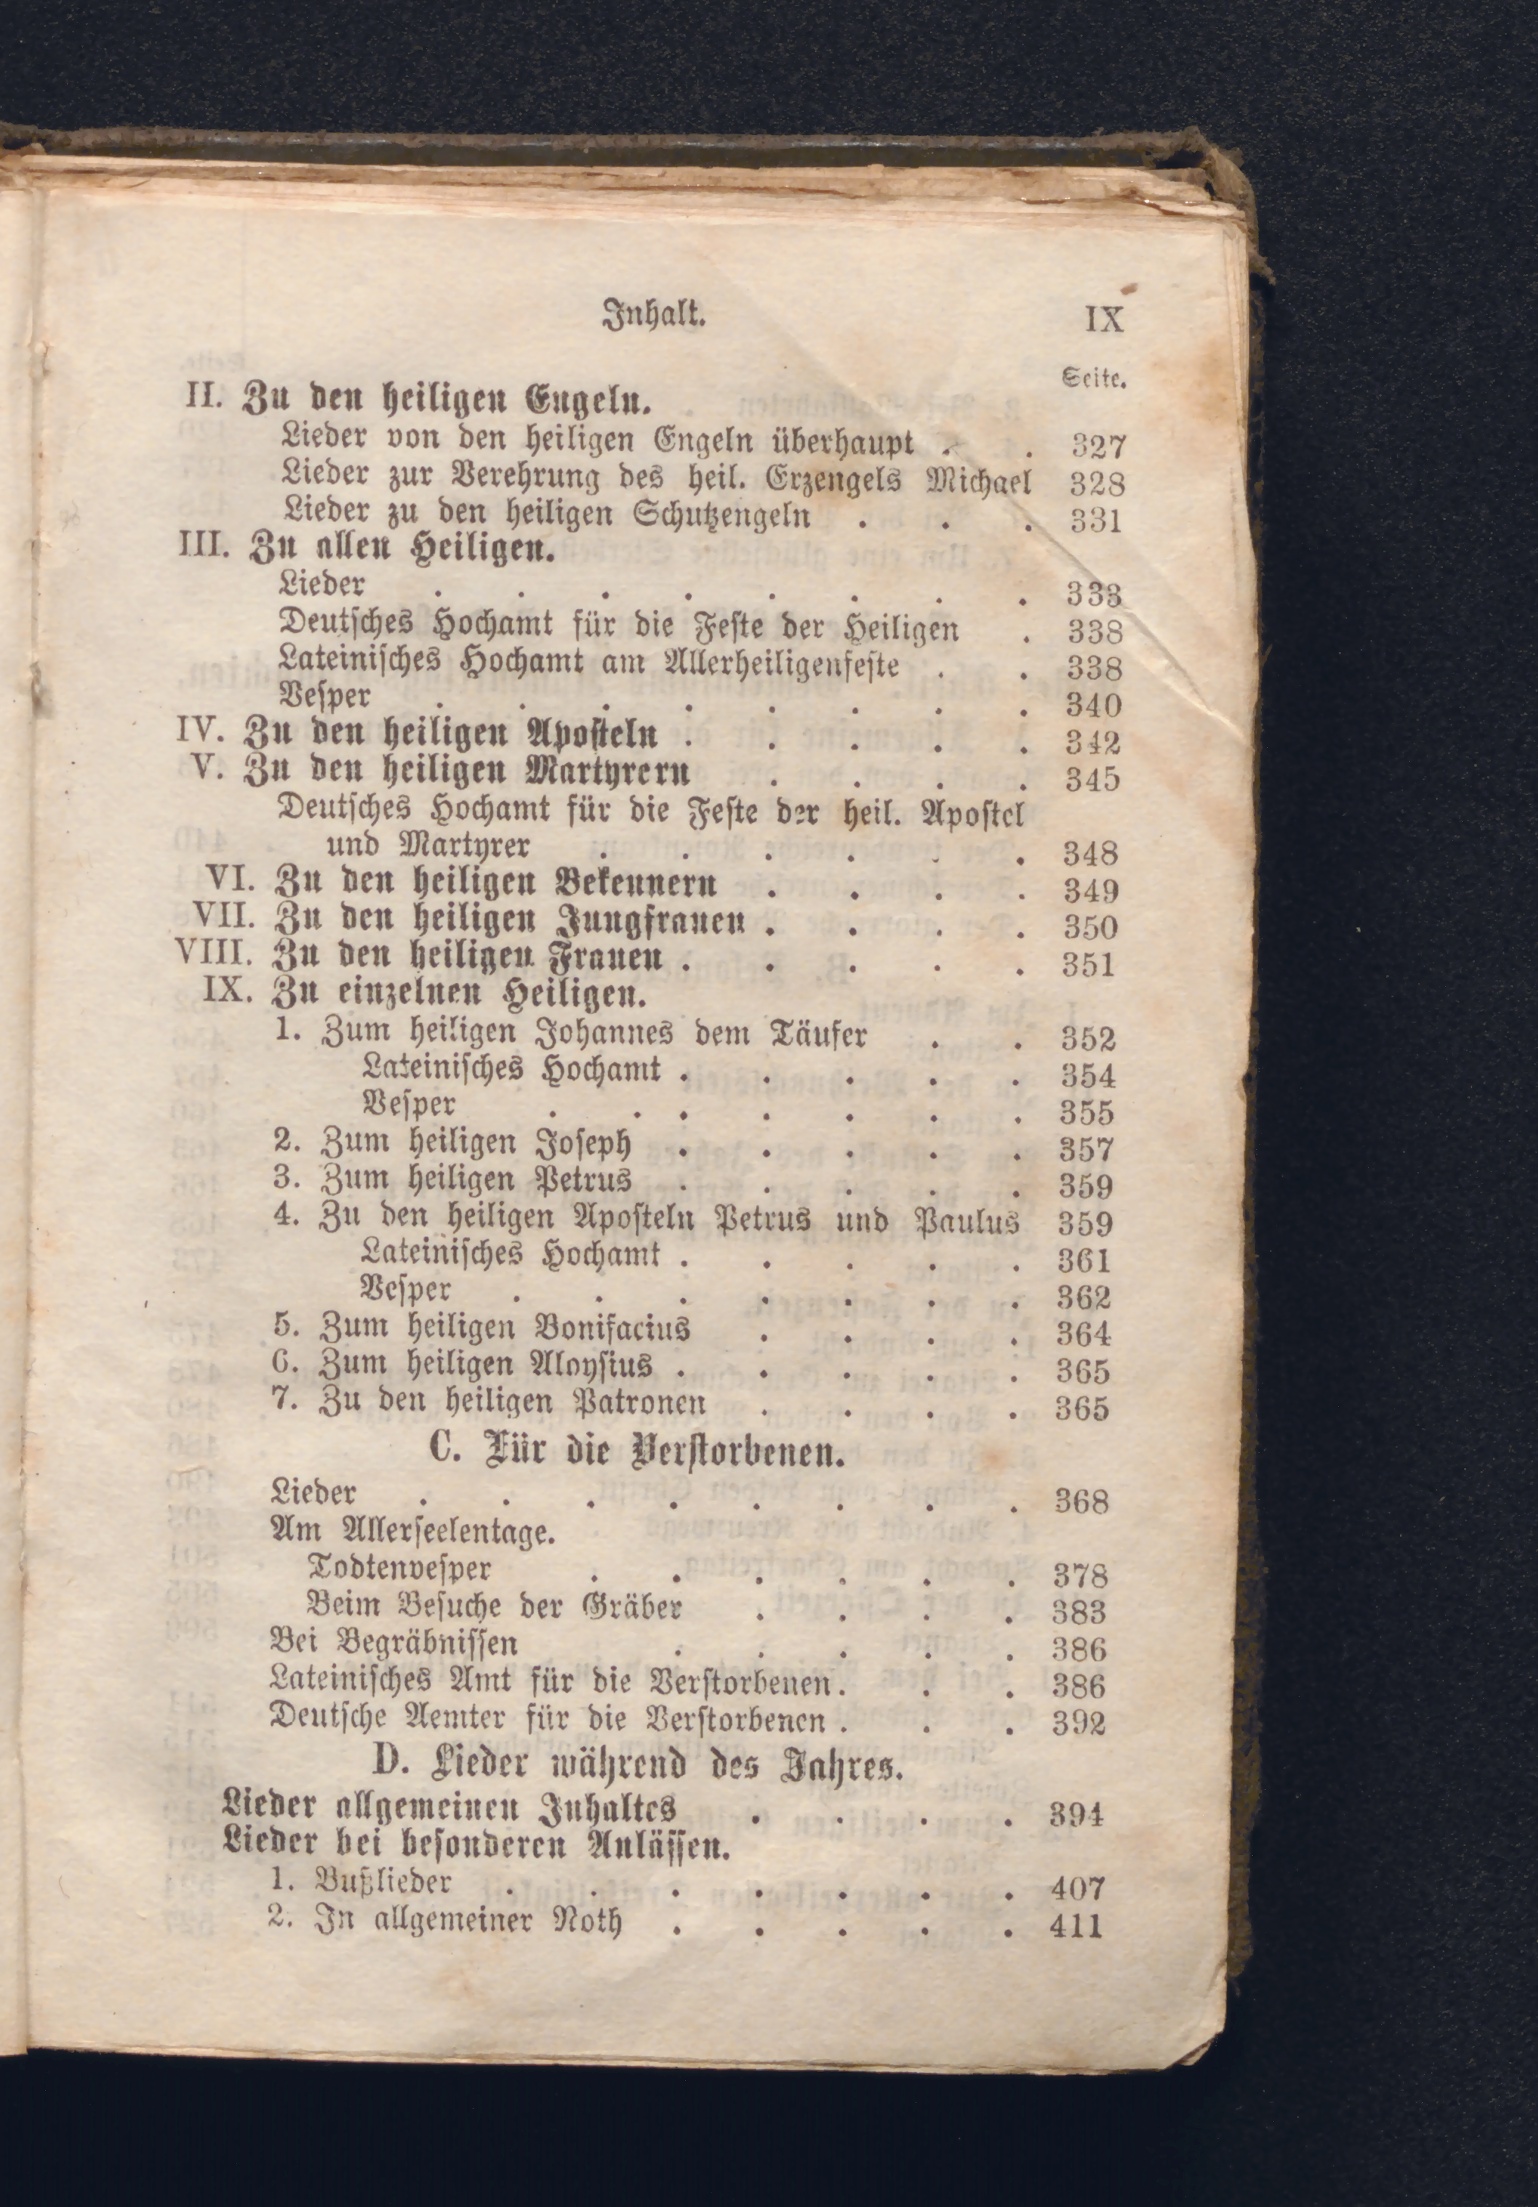 Inhalt. IX
Seite.
II. Zu den heiligen Engeln.
Lieder von den heiligen Engeln überhaupt . . 327
Lieder zur Verehrung des heil. Erzengels Michael 328
Lieder zu den heiligen Schutzengeln . . . 331
III. Zu allen Heiligen.
Lieder . . . . . . . . 333
Deutsches Hochamt für die Feste der Heiligen . 338
Lateinisches Hochamt am Allerheiligenfeste . . 338
Vesper . . . . . . . . 340
IV. Zu den heiligen Aposteln . . . . . 342
V. Zu den heiligen Martyrern . . . . 345
Deutsches Hochamt für die Feste der heil. Apostel
und Martyrer . . . . . . 348
VI. Zu den heiligen Bekennern . . . . 349
VII. Zu den heiligen Jungfrauen . . . . 350
VIII. Zu den heiligen Frauen . . . . . 351
IX. Zu einzelnen Heiligen.
1. Zum heiligen Johannes dem Täufer . . 352
Lateinisches Hochamt . . . . . 354
Vesper . . . . . . . 355
2. Zum heiligen Joseph . . . . . 357
3. Zum heiligen Petrus . . . . . 359
4. Zu den heiligen Aposteln Petrus und Paulus 359
Lateinisches Hochamt . . . . . 361
Vesper . . . . . . . 362
5. Zum heiligen Bonifacius . . . . 364
6. Zum heiligen Aloysius . . . . . 365
7. Zu den heiligen Patronen . . . . 365
C. Für die Verstorbenen.
Lieder . . . . . . . . 368
Am Allerseelentage.
Todtenvesper . . . . . . 378
Beim Besuche der Gräber . . . . 383
Bei Begräbnissen . . . . . 386
Lateinisches Amt für die Verstorbenen . . . 386
Deutsche Aemter für die Verstorbenen . . . 392
D. Lieder während des Jahres.
Lieder allgemeinen Inhaltes . . . . 394
Lieder bei besonderen Anlässen.
1. Bußlieder . . . . . . . 407
2. In allgemeiner Noth . . . . . 411